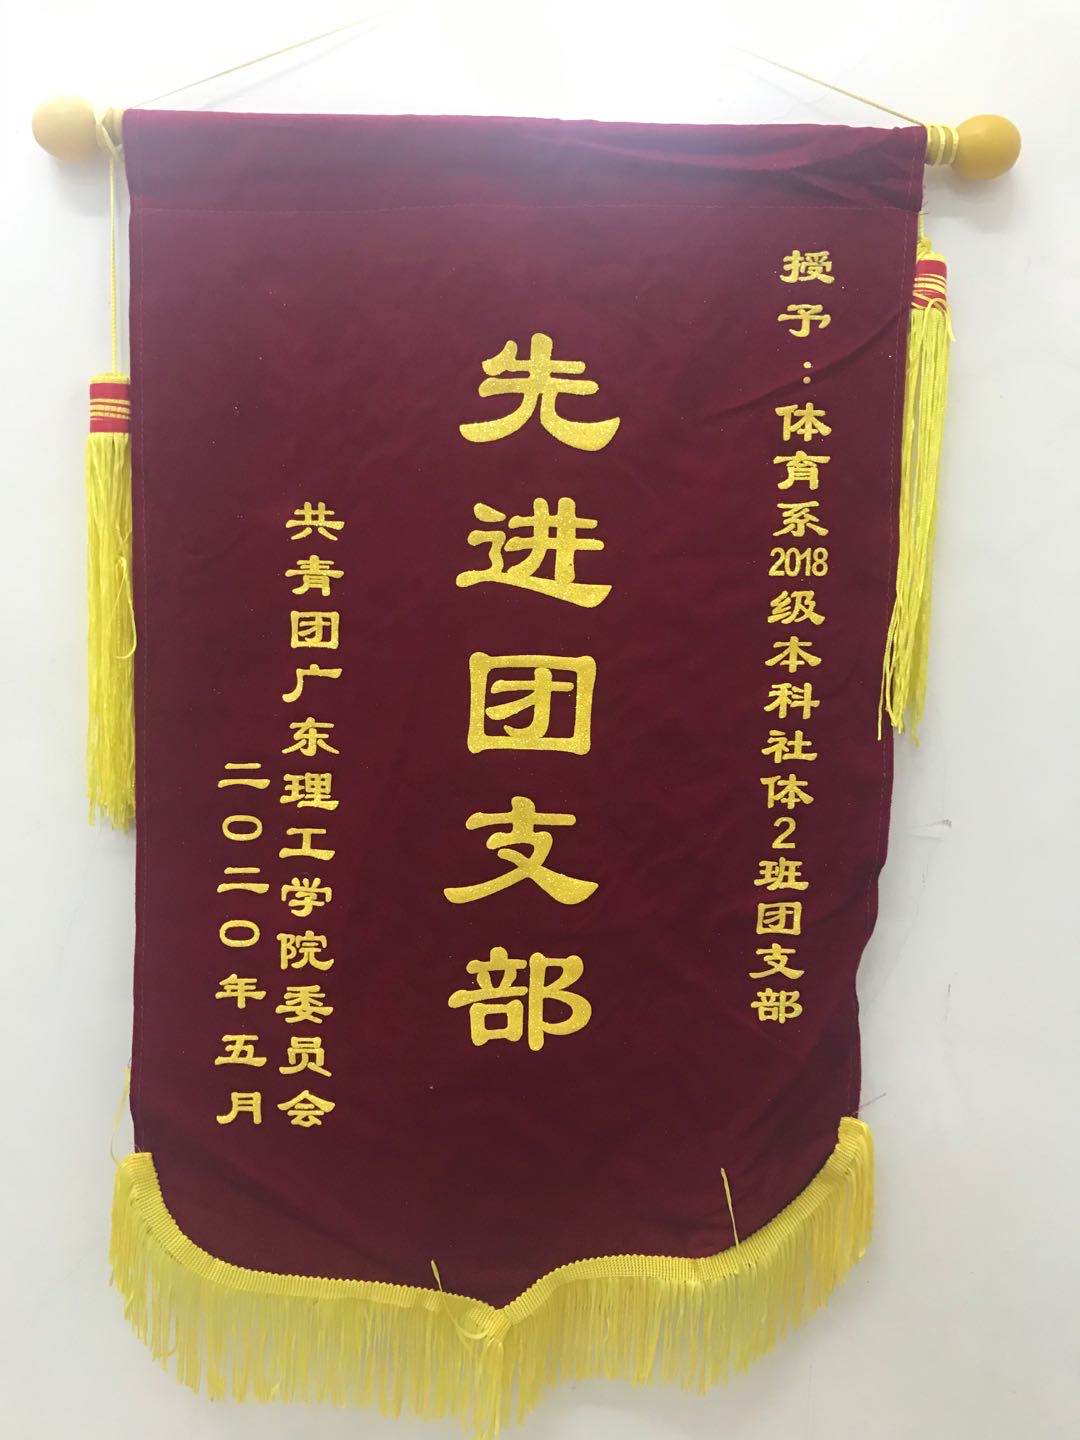 授予：体育系2018级本科社体2班团支部
先进团支部
共青团广东理工学院委员会
二〇二〇年五月